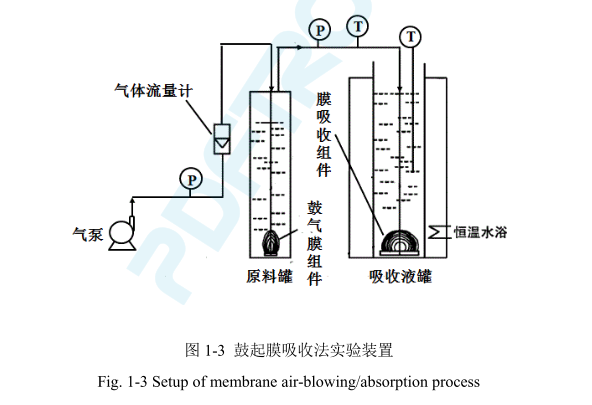 P
T
T
气体流量计
膜吸收组件
P
气泵
鼓气膜组件
恒温水浴
原料罐
吸收液罐
PDFTRO
图 1-3 鼓起膜吸收法实验装置
Fig. 1-3 Setup of membrane air-blowing/absorption process